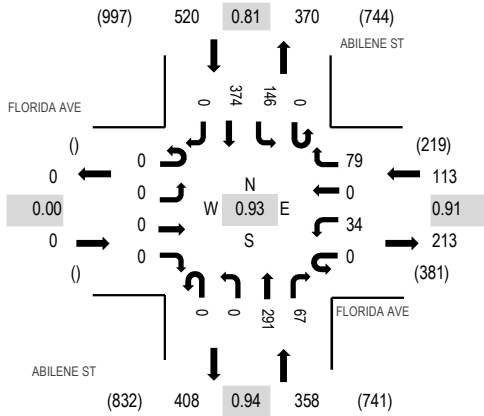 (997) 520 0.81 370 (744)
ABILENE ST
FLORIDA AVE
0 374 146 0
() 0 79 (219)
0 0 N 0 113
0.00 0 W 0.93 E 34 0.91
0 0 S 0 213
() (381)
0 0 291 67
FLORIDA AVE
ABILENE ST
(832) 408 0.94 358 (741)